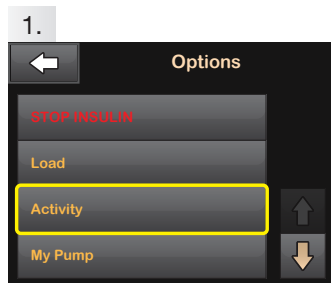 1.
Options
STOP INSULIN
Load
Activity
My Pump